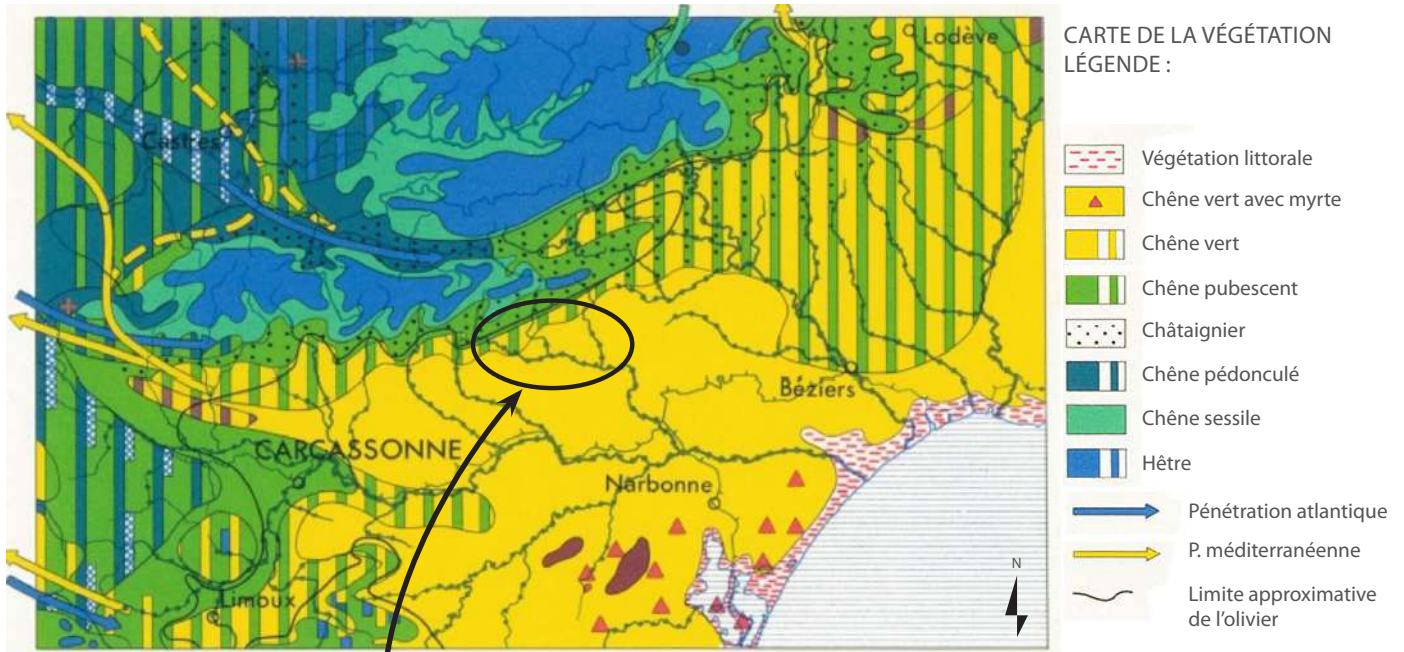 Lodève
Castres
CARCASSONNE
Béziers
Narbonne
Limoux
N
CARTE DE LA VÉGÉTATION
LÉGENDE :
Végétation littorale
Chêne vert avec myrte
Chêne vert
Chêne pubescent
Châtaignier
Chêne pédonculé
Chêne sessile
Hêtre
Pénétration atlantique
P. méditerranéenne
Limite approximative
de l'olivier